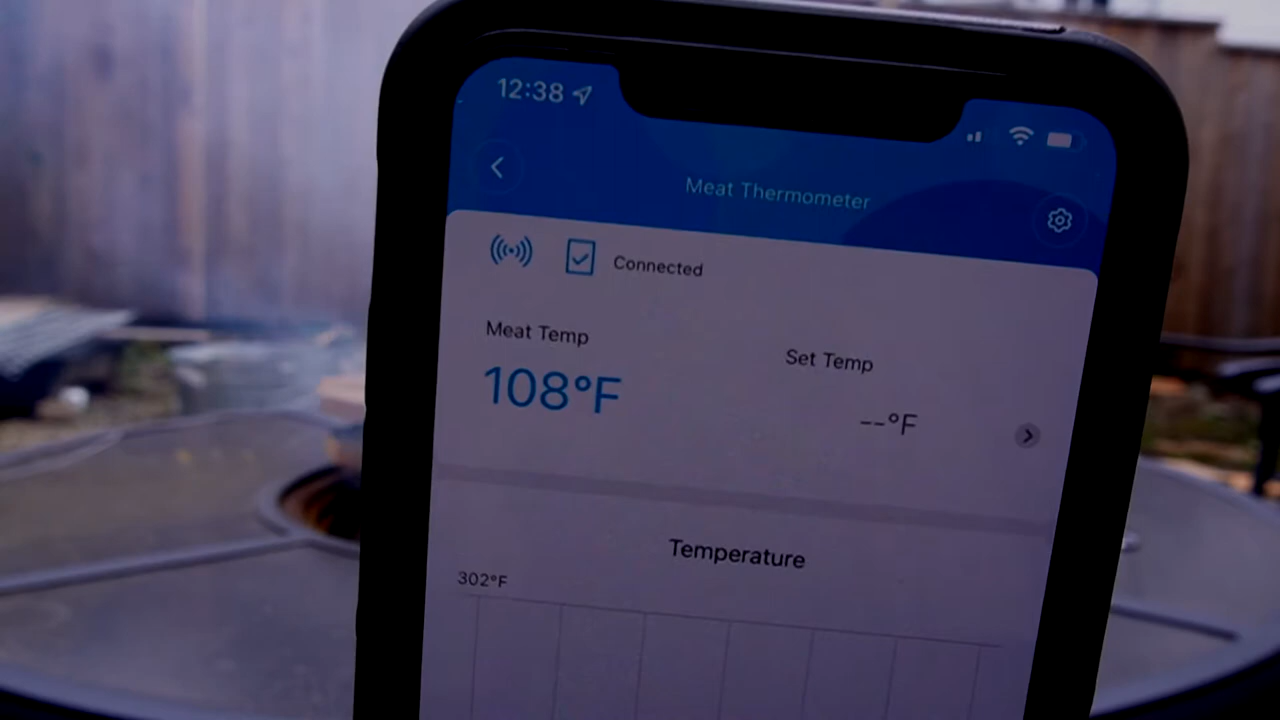 12:38
Meat Thermometer
Connected
Meat Temp
Set Temp
108°F
--°F
Temperature
302°F